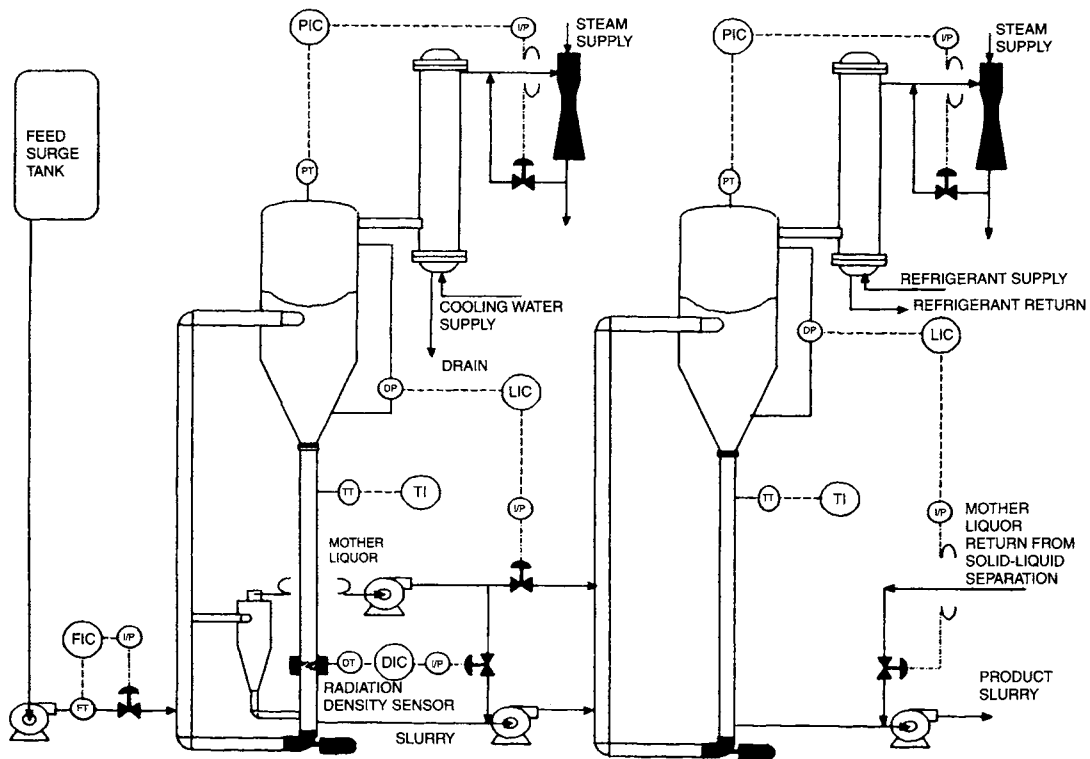 PIC
I/P
STEAM
SUPPLY
PIC
I/P
STEAM
SUPPLY
FEED
SURGE
TANK
PT
PT
COOLING WATER
SUPPLY
REFRIGERANT SUPPLY
REFRIGERANT RETURN
DRAIN
DP
LIC
DP
LIC
TT
TI
I/P
TT
TI
I/P
MOTHER
LIQUOR
RETURN FROM
SOLID-LIQUID
SEPARATION
MOTHER
LIQUOR
FIC
I/P
FT
DT
DIC
I/P
RADIATION
DENSITY SENSOR
SLURRY
PRODUCT
SLURRY